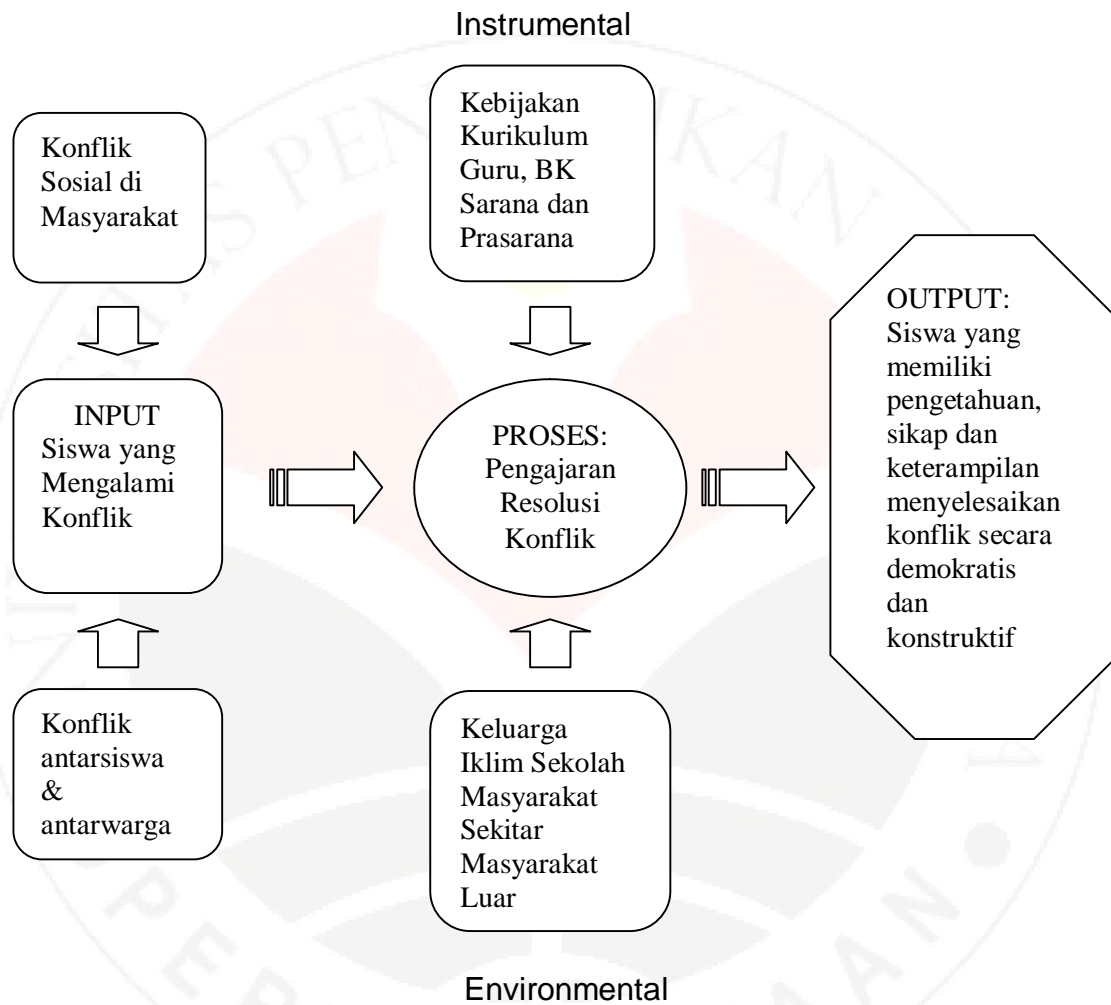 Instrumental
Konflik
Sosial di
Masyarakat
Kebijakan
Kurikulum
Guru, BK
Sarana dan
Prasarana
INPUT
Siswa yang
Mengalami
Konflik
PROSES:
Pengajaran
Resolusi
Konflik
OUTPUT:
Siswa yang
memiliki
pengetahuan,
sikap dan
keterampilan
menyelesaikan
konflik secara
demokratis
dan
konstruktif
Konflik
antarsiswa
&
antarwarga
Keluarga
Iklim Sekolah
Masyarakat
Sekitar
Masyarakat
Luar
Environmental